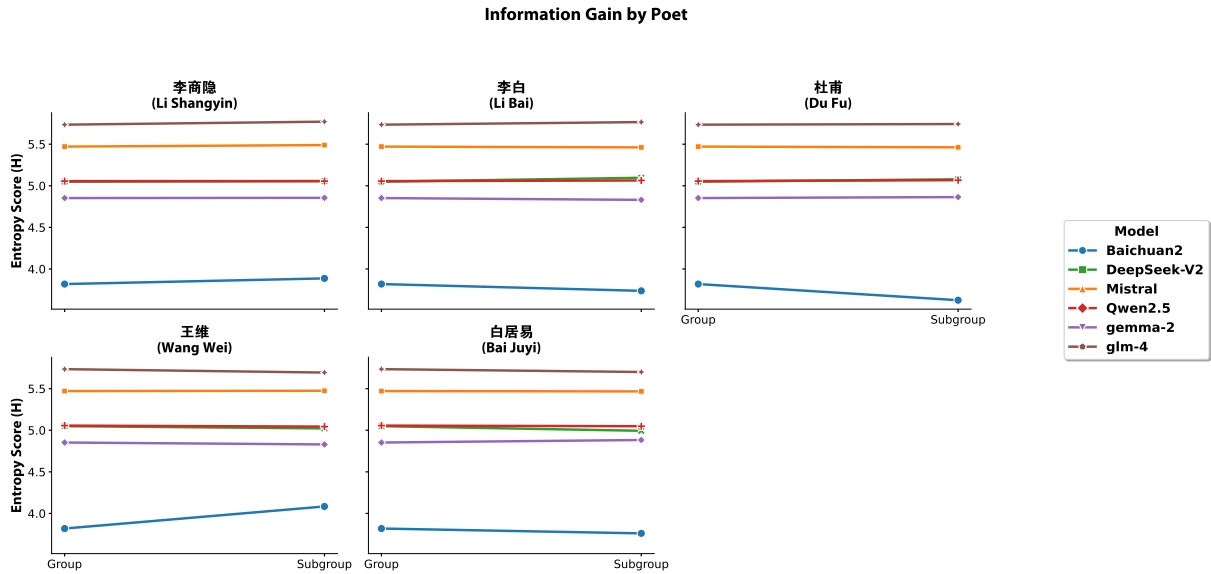 Information Gain by Poet
李商隐
(Li Shangyin)
李白
(Li Bai)
杜甫
(Du Fu)
Entropy Score (H)
5.5
5.0
4.5
4.0
Group
Subgroup
Model
Baichuan2
DeepSeek-V2
Mistral
Qwen2.5
gemma-2
glm-4
王维
(Wang Wei)
白居易
(Bai Juyi)
Entropy Score (H)
5.5
5.0
4.5
4.0
Group
Subgroup
Group
Subgroup